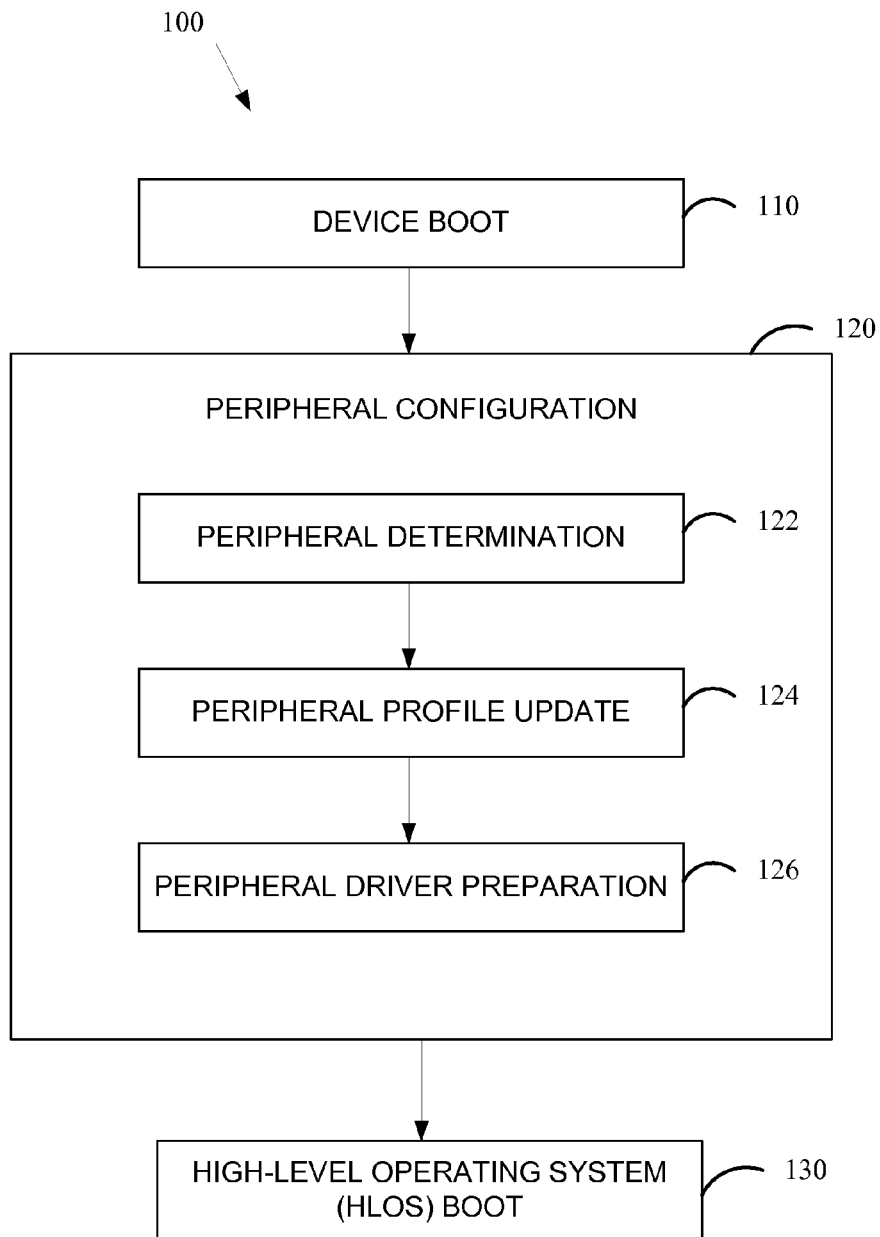 100
DEVICE BOOT
110
120
PERIPHERAL CONFIGURATION
PERIPHERAL DETERMINATION
122
PERIPHERAL PROFILE UPDATE
124
PERIPHERAL DRIVER PREPARATION
126
HIGH-LEVEL OPERATING SYSTEM
(HLOS) BOOT
130